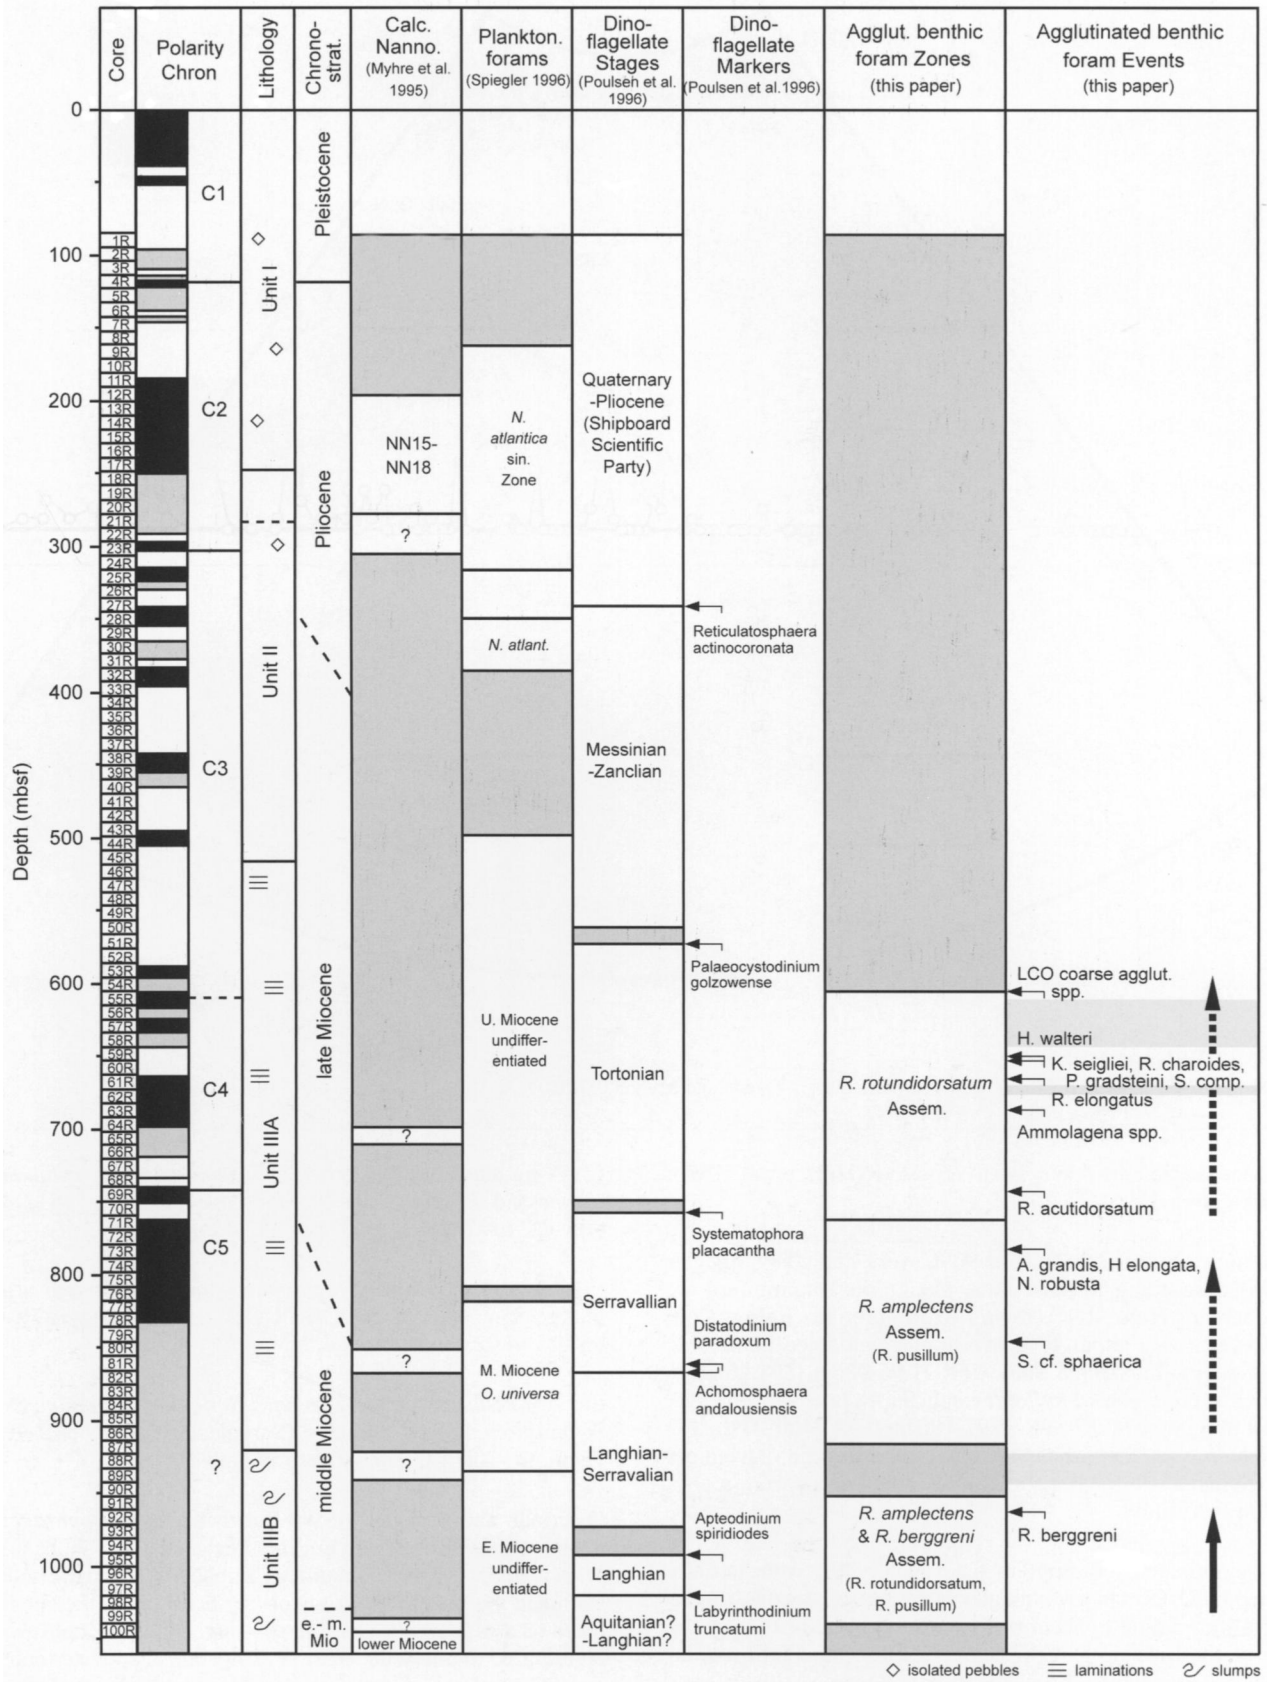 Core
Polarity
Chron
Lithology
Chrono-
strat.
Calc.
Nanno.
(Myhre et al.
1995)
Plankton.
forams
(Spiegler 1996)
Dino-
flagellate
Stages
(Poulsen et al.
1996)
Dino-
flagellate
Markers
(Poulsen et al.1996)
Agglut. benthic
foram Zones
(this paper)
Agglutinated benthic
foram Events
(this paper)
Depth (mbsf)
0
100
200
300
400
500
600
700
800
900
1000
1R
2R
3R
4R
5R
6R
7R
8R
9R
10R
11R
12R
13R
14R
15R
16R
17R
18R
19R
20R
21R
22R
23R
24R
25R
26R
27R
28R
29R
30R
31R
32R
33R
34R
35R
36R
37R
38R
39R
40R
41R
42R
43R
44R
45R
46R
47R
48R
49R
50R
51R
52R
53R
54R
55R
56R
57R
58R
59R
60R
61R
62R
63R
64R
65R
66R
67R
68R
69R
70R
71R
72R
73R
74R
75R
76R
77R
78R
79R
80R
81R
82R
83R
84R
85R
86R
87R
88R
89R
90R
91R
92R
93R
94R
95R
96R
97R
98R
99R
100R
C1
C2
C3
C4
C5
?
Unit I
Unit II
Unit IIIA
Unit IIIB
Pleistocene
Pliocene
late Miocene
middle Miocene
e.- m.
Mio
NN15-
NN18
?
?
?
?
?
lower Miocene
N.
atlantica
sin.
Zone
N. atlant.
U. Miocene
undiffer-
entiated
M. Miocene
O. universa
E. Miocene
undiffer-
entiated
Quaternary
-Pliocene
(Shipboard
Scientific
Party)
Messinian
-Zanclian
Tortonian
Serravallian
Langhian-
Serravalian
Langhian
Aquitanian?
-Langhian?
Reticulatosphaera
actinocoronata
Palaeocystodinium
golzowense
Systematophora
placacantha
Distatodinium
paradoxum
Achomosphaera
andalousiensis
Apteodinium
spiridiodes
Labyrinthodinium
truncatumi
R. rotundidorsatum
Assem.
R. amplectens
Assem.
(R. pusillum)
R. amplectens
& R. berggreni
Assem.
(R. rotundidorsatum,
R. pusillum)
LCO coarse agglut.
spp.
H. walteri
K. seigliei, R. charoides,
P. gradsteini, S. comp.
R. elongatus
Ammolagena spp.
R. acutidorsatum
A. grandis, H elongata,
N. robusta
S. cf. sphaerica
R. berggreni
isolated pebbles
laminations
slumps